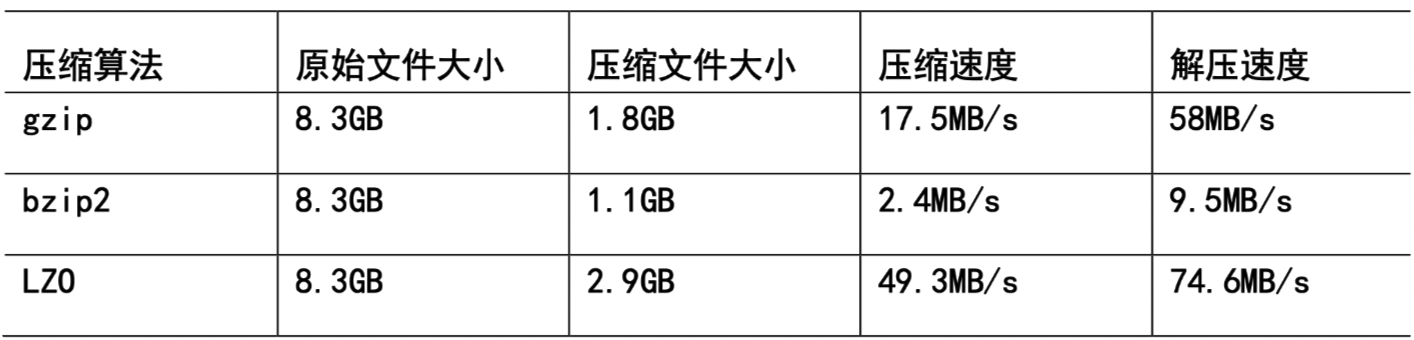 压缩算法 原始文件大小 压缩文件大小 压缩速度 解压速度
gzip 8.3GB 1.8GB 17.5MB/s 58MB/s
bzip2 8.3GB 1.1GB 2.4MB/s 9.5MB/s
LZO 8.3GB 2.9GB 49.3MB/s 74.6MB/s